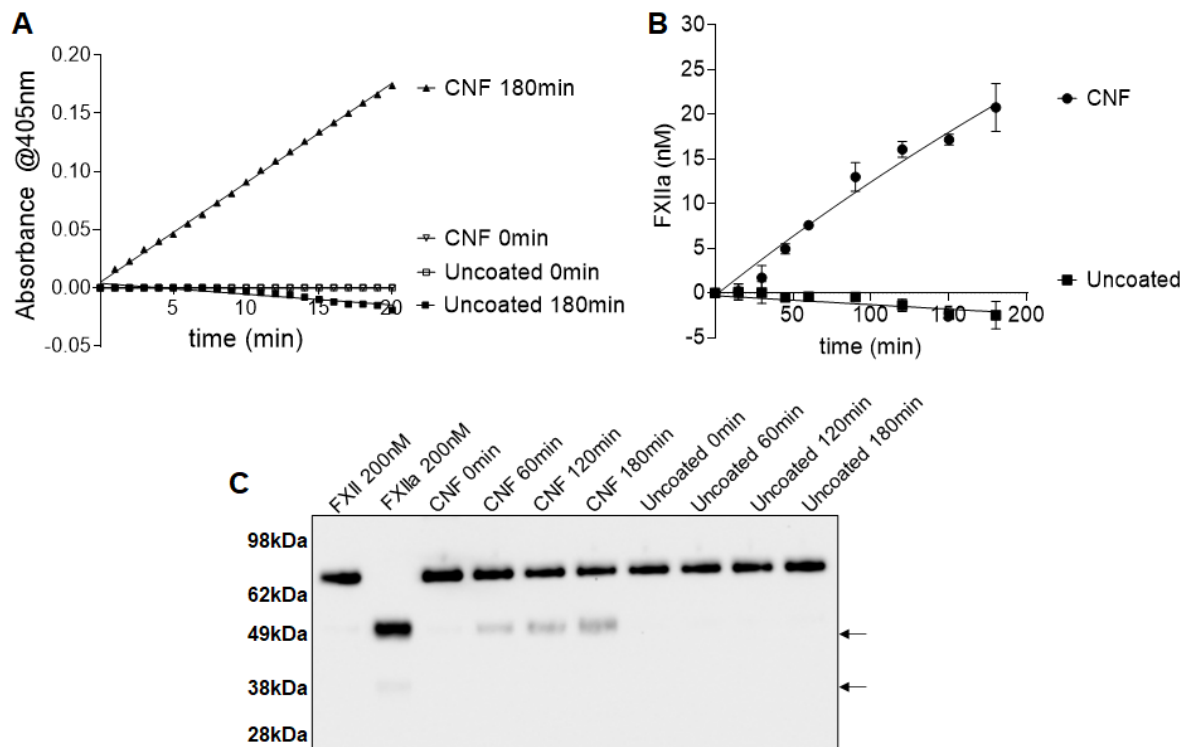 A
Absorbance @405nm
0.20
0.15
0.10
0.05
0.00
-0.05
5
10
15
20
time (min)
CNF 180min
CNF 0min
Uncoated 0min
Uncoated 180min
B
FXIIa (nM)
30
25
20
15
10
5
0
-5
50
100
150
200
time (min)
CNF
Uncoated
C
FXII 200nM
FXIIa 200nM
CNF 0min
CNF 60min
CNF 120min
CNF 180min
Uncoated 0min
Uncoated 60min
Uncoated 120min
Uncoated 180min
98kDa
62kDa
49kDa
38kDa
28kDa